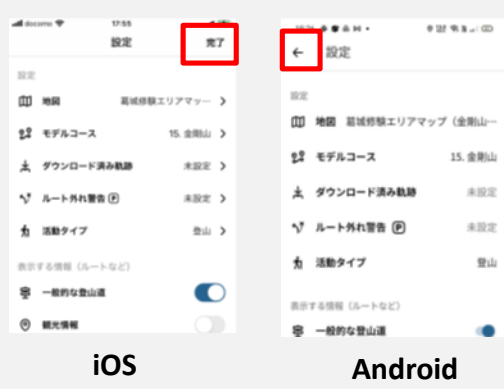 docomo 17:55
設定 完了
設定
地図 葛城修験エリアマッ… >
モデルコース 15. 金剛山 >
ダウンロード済み軌跡 未設定 >
ルート外れ警告 P 未設定 >
活動タイプ 登山 >
表示する情報（ルートなど）
一般的な登山道
観光情報
iOS
← 設定
設定
地図 葛城修験エリアマップ（金剛山…
モデルコース 15. 金剛山
ダウンロード済み軌跡 未設定
ルート外れ警告 P 未設定
活動タイプ 登山
表示する情報（ルートなど）
一般的な登山道
Android